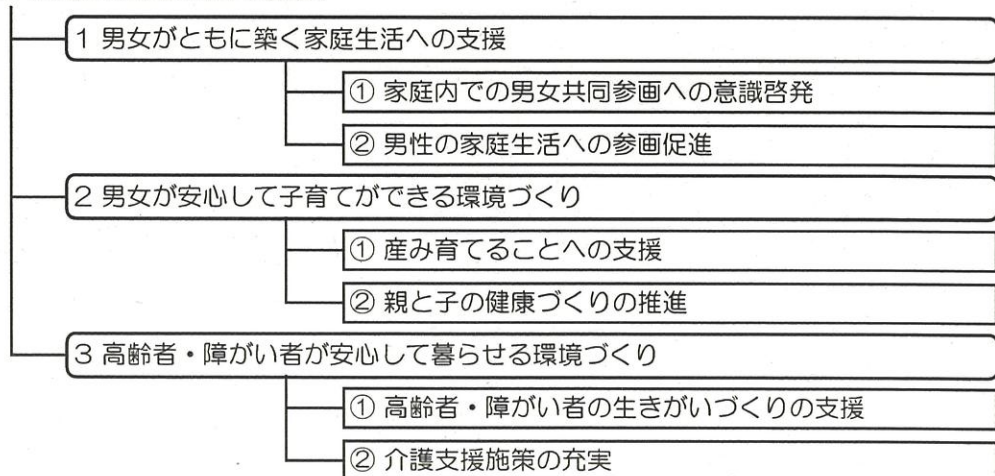 1 男女がともに築く家庭生活への支援
① 家庭内での男女共同参画への意識啓発
② 男性の家庭生活への参画促進
2 男女が安心して子育てができる環境づくり
① 産み育てることへの支援
② 親と子の健康づくりの推進
3 高齢者・障がい者が安心して暮らせる環境づくり
① 高齢者・障がい者の生きがいづくりの支援
② 介護支援施策の充実